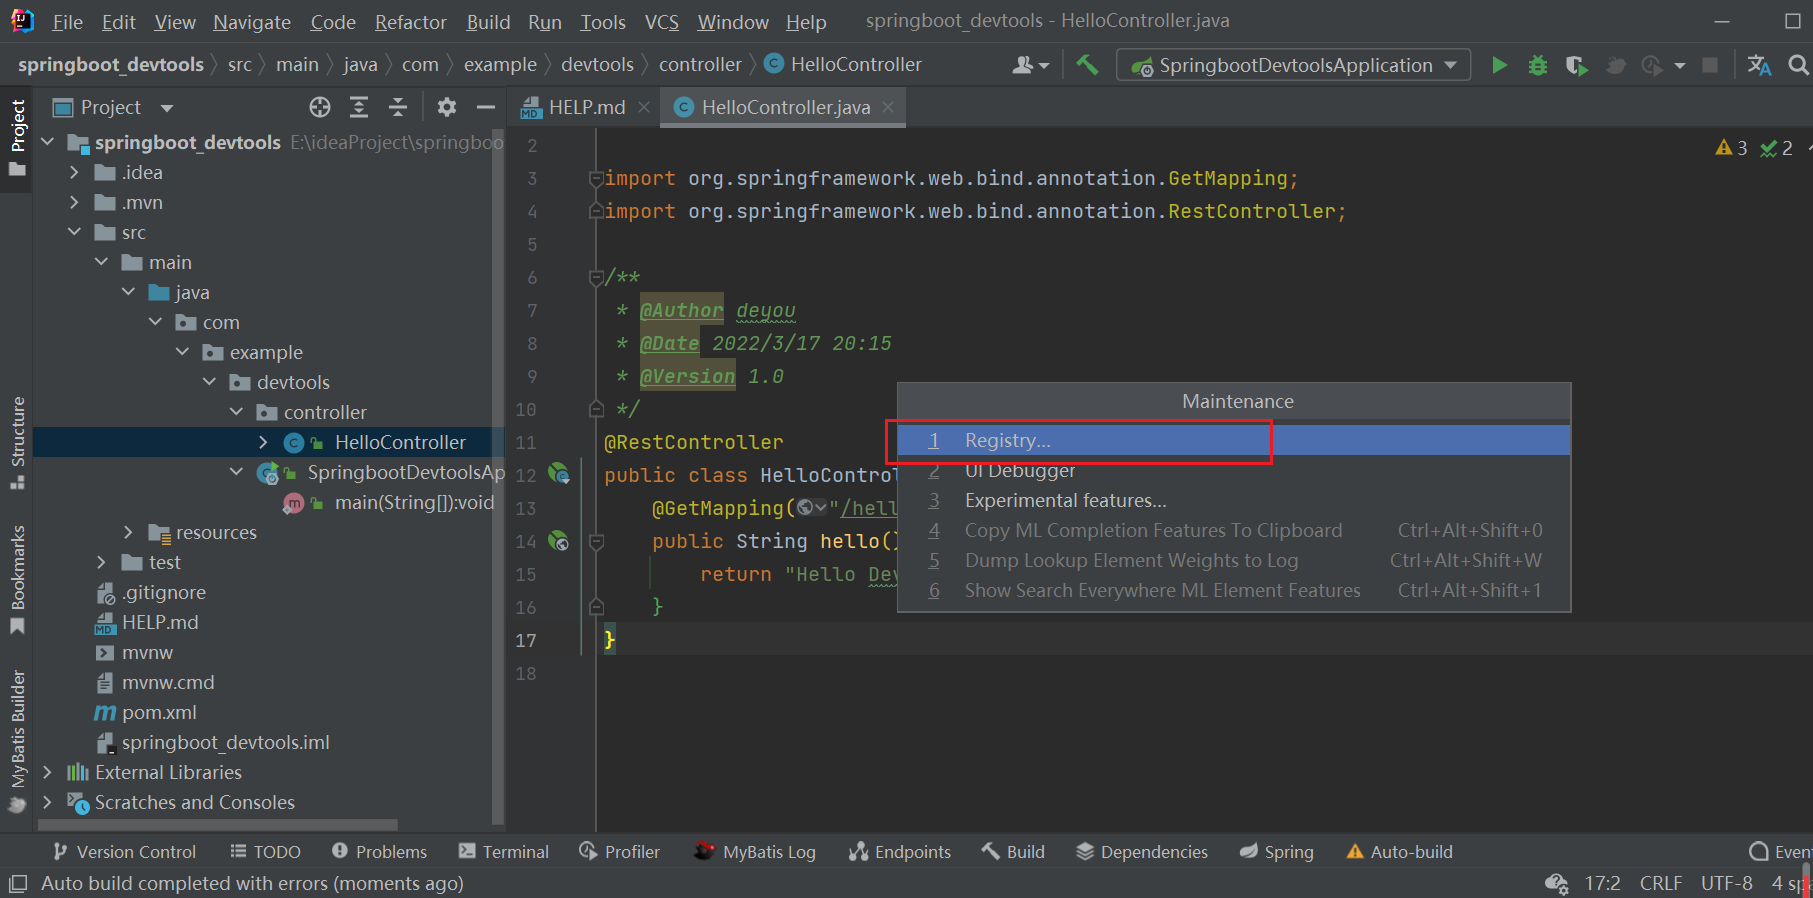 File Edit View Navigate Code Refactor Build Run Tools VCS Window Help springboot_devtools - HelloController.java
springboot_devtools src main java com example devtools controller HelloController SpringbootDevtoolsApplication
Project
HELP.md HelloController.java
Project
Structure
Bookmarks
MyBatis Builder
springboot_devtools E:\ideaProject\springboo
.idea
.mvn
src
main
java
com
example
devtools
controller
HelloController
SpringbootDevtoolsAp
main(String[]):void
resources
test
.gitignore
HELP.md
mvnw
mvnw.cmd
pom.xml
springboot_devtools.iml
External Libraries
Scratches and Consoles
3 2
2
3 import org.springframework.web.bind.annotation.GetMapping;
4 import org.springframework.web.bind.annotation.RestController;
5
6 /**
7 * @Author deyou
8 * @Date 2022/3/17 20:15
9 * @Version 1.0
10 */
11 @RestController
12 public class HelloControl
13 @GetMapping("/hell
14 public String hello()
15 return "Hello Dev
16 }
17 }
18
Maintenance
1 Registry...
2 UI Debugger
3 Experimental features...
4 Copy ML Completion Features To Clipboard Ctrl+Alt+Shift+0
5 Dump Lookup Element Weights to Log Ctrl+Alt+Shift+W
6 Show Search Everywhere ML Element Features Ctrl+Alt+Shift+1
Version Control TODO Problems Terminal Profiler MyBatis Log Endpoints Build Dependencies Spring Auto-build Even
Auto build completed with errors (moments ago) 17:2 CRLF UTF-8 4 sp